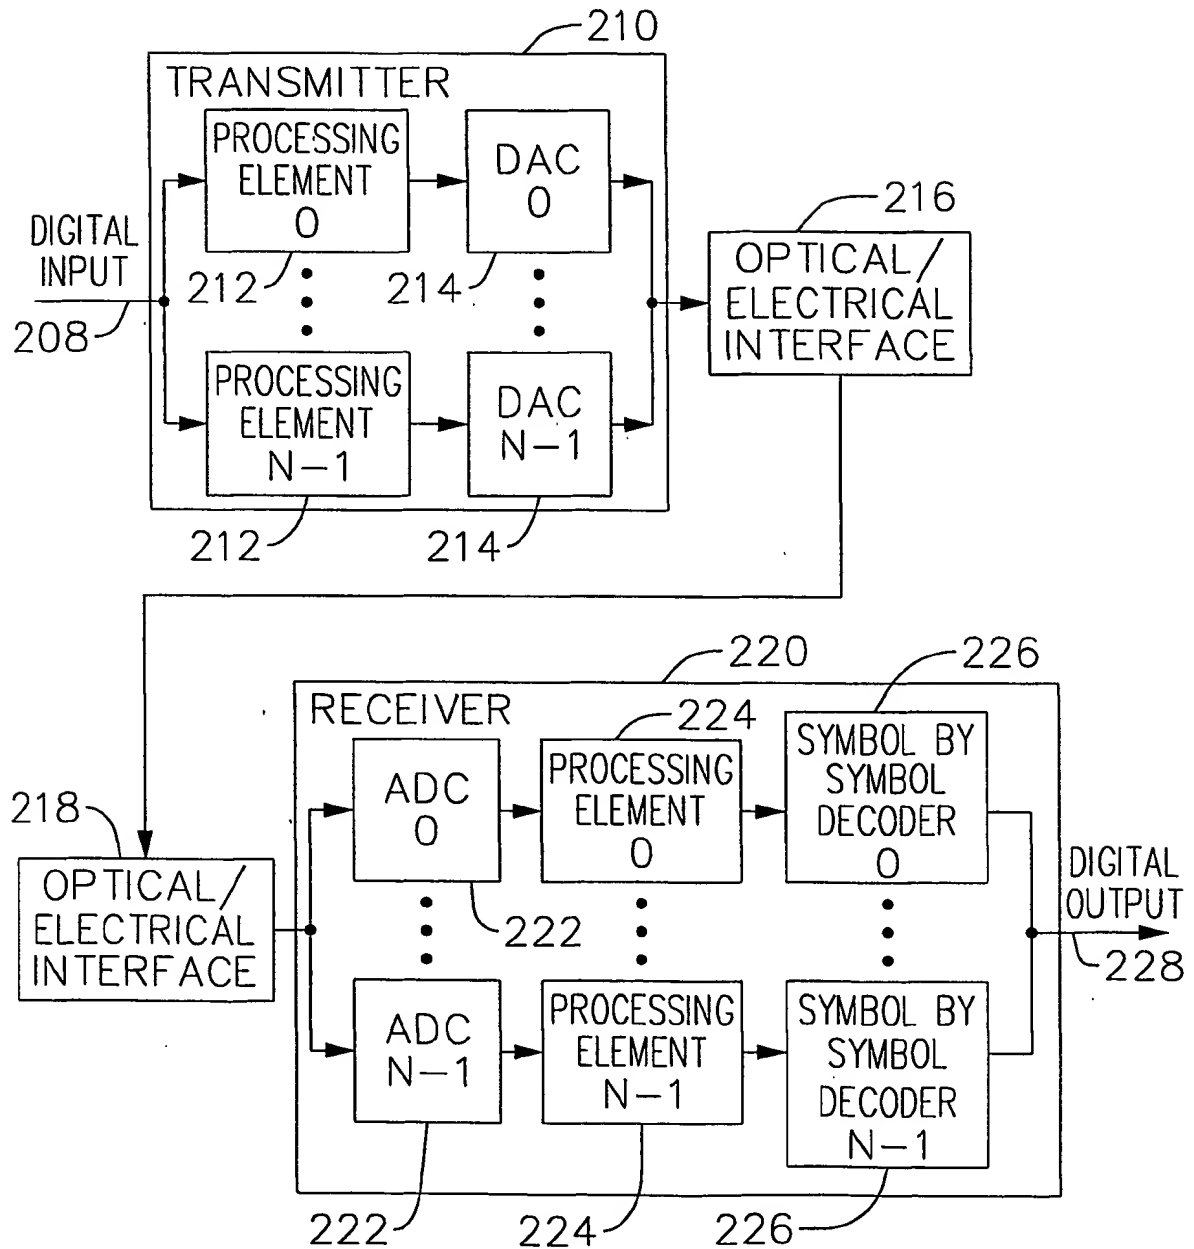 210
TRANSMITTER
PROCESSING
ELEMENT
0
DAC
0
212
214
DIGITAL
INPUT
208
PROCESSING
ELEMENT
N-1
DAC
N-1
212
214
216
OPTICAL/
ELECTRICAL
INTERFACE
220
RECEIVER
218
OPTICAL/
ELECTRICAL
INTERFACE
ADC
0
222
224
PROCESSING
ELEMENT
0
226
SYMBOL BY
SYMBOL
DECODER
0
DIGITAL
OUTPUT
228
ADC
N-1
222
PROCESSING
ELEMENT
N-1
224
SYMBOL BY
SYMBOL
DECODER
N-1
226